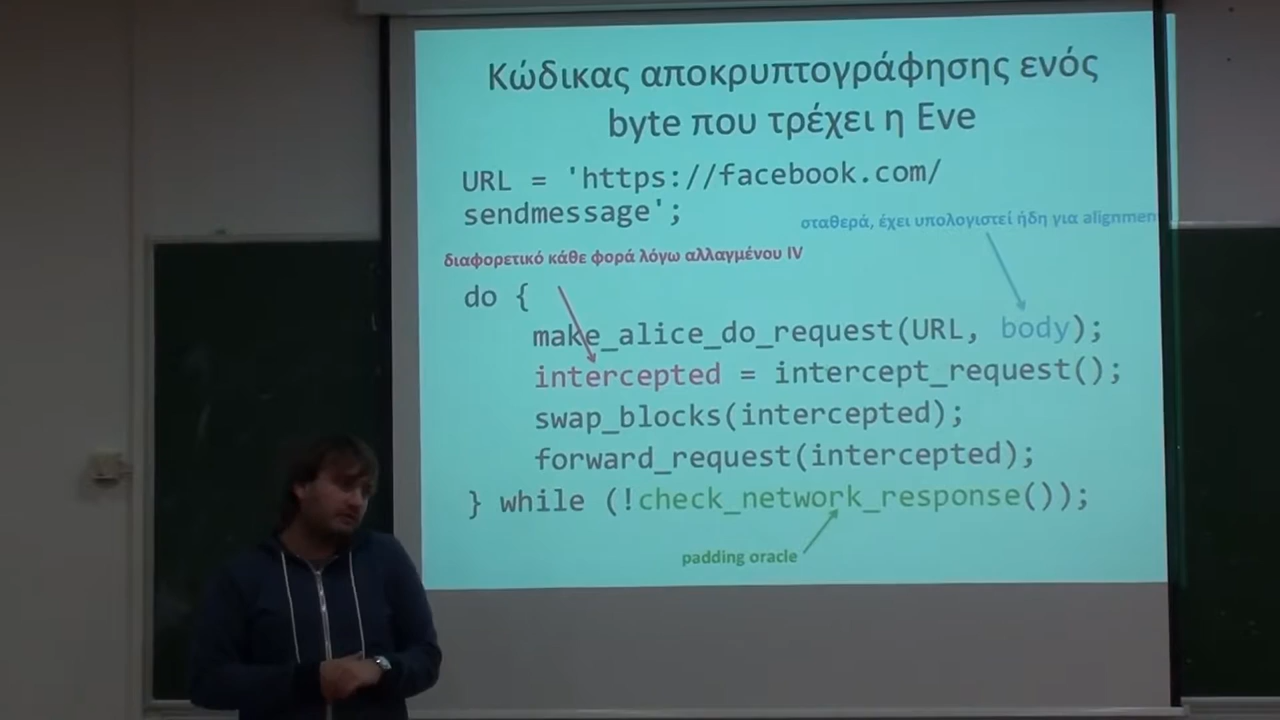 Κώδικας αποκρυπτογράφησης ενός
byte που τρέχει η Eve
URL = 'https://facebook.com/
sendmessage';
σταθερά, έχει υπολογιστεί ήδη για alignmen
διαφορετικό κάθε φορά λόγω αλλαγμένου IV
do {
make_alice_do_request(URL, body);
intercepted = intercept_request();
swap_blocks(intercepted);
forward_request(intercepted);
} while (!check_network_response());
padding oracle